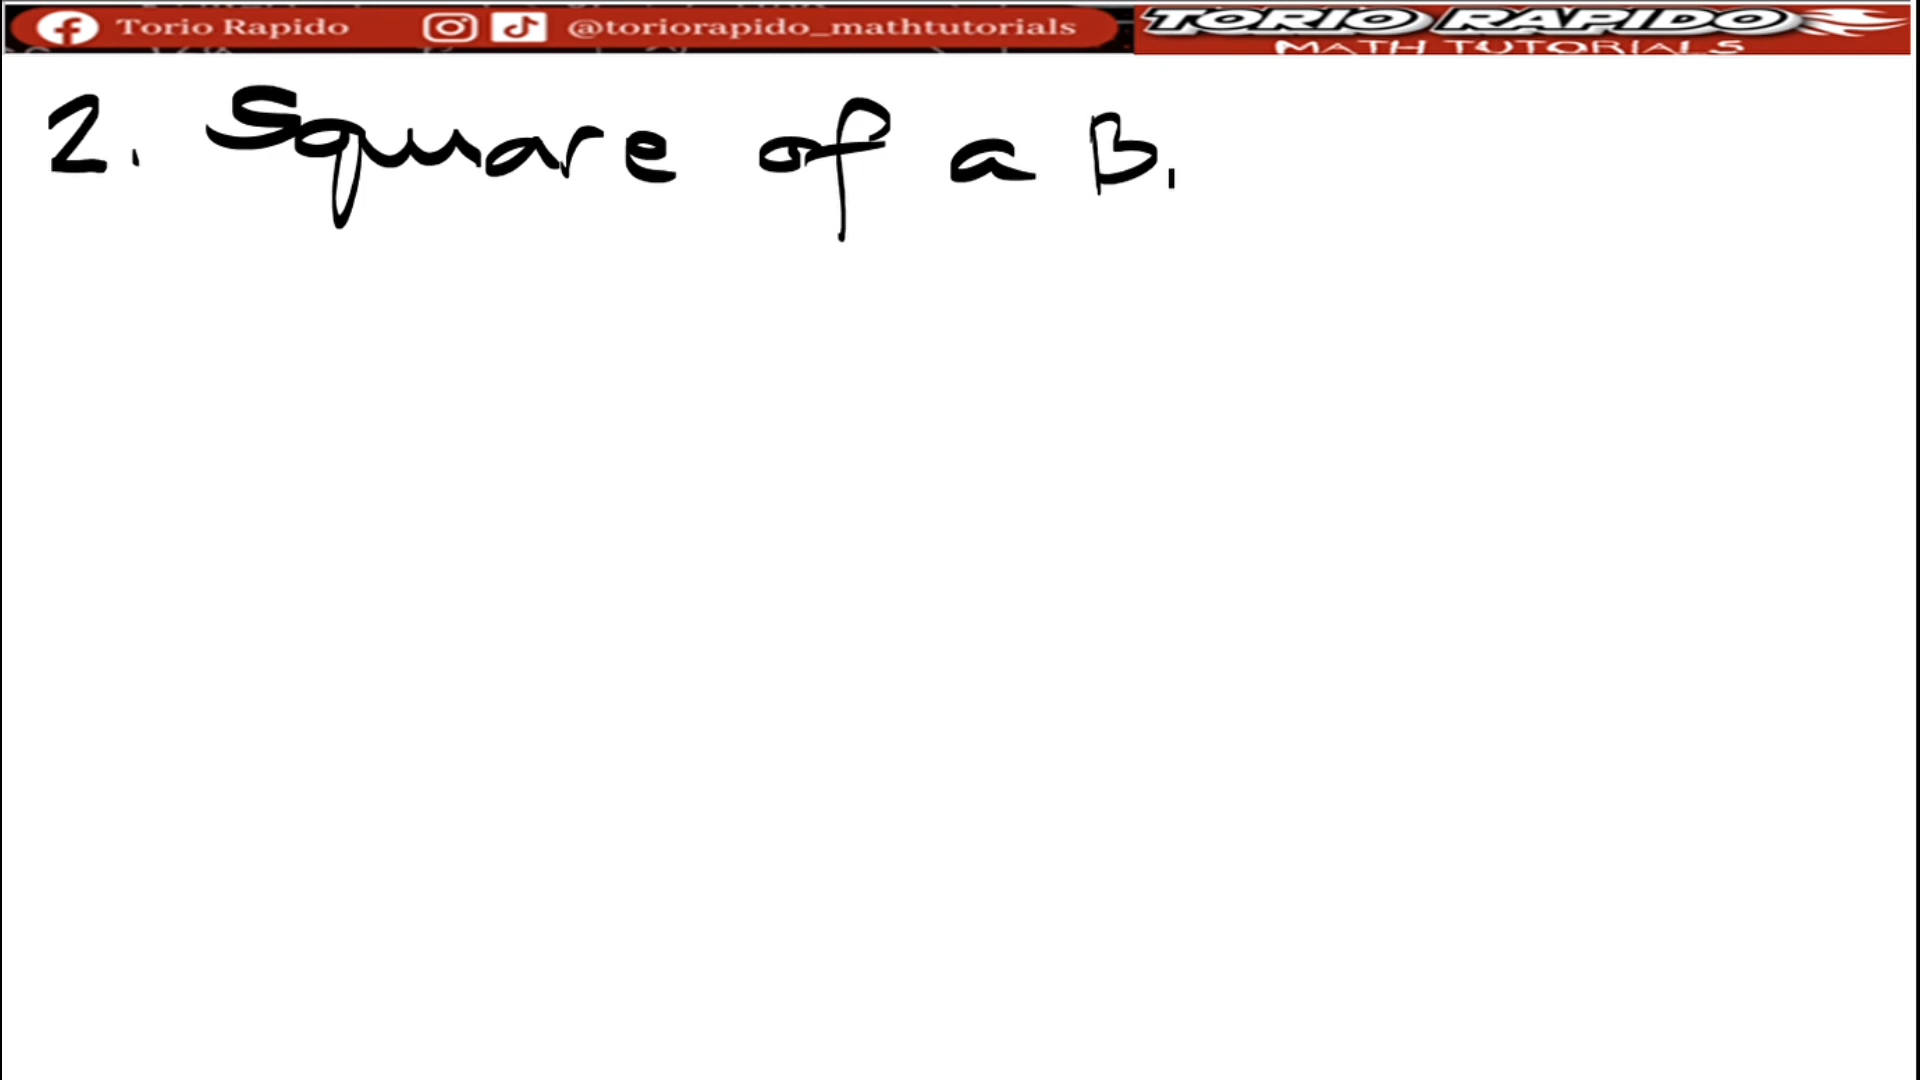 Torio Rapido @toriorapido_mathtutorials TORIO RAPIDO
MATH TUTORIALS
2. Square of a B